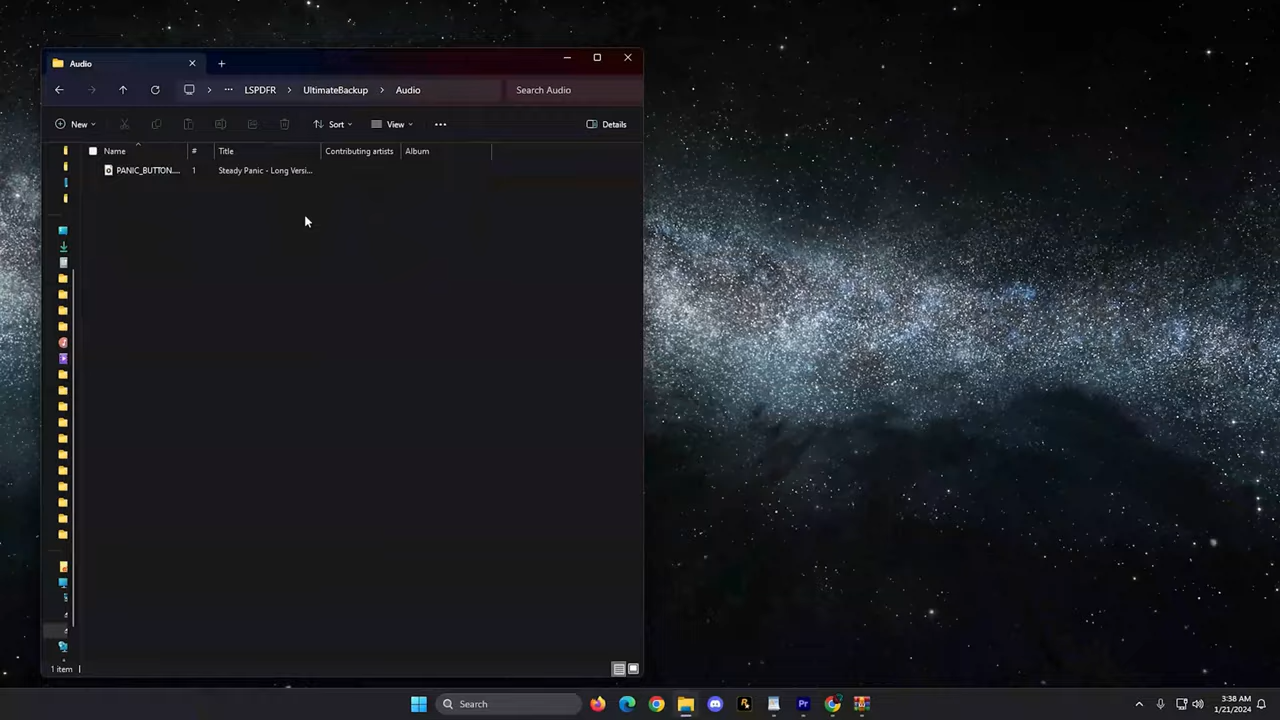 Audio
LSPDFR > UltimateBackup > Audio
Search Audio
New
Sort
View
Details
Name # Title Contributing artists Album
PANIC_BUTTON.... 1 Steady Panic - Long Versi...
1 item
Search
Pr
3:38 AM
1/21/2024